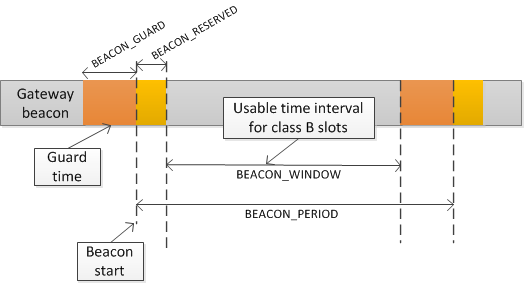 BEACON_GUARD
BEACON_RESERVED
Gateway
beacon
Usable time interval
for class B slots
Guard
time
BEACON_WINDOW
BEACON_PERIOD
Beacon
start